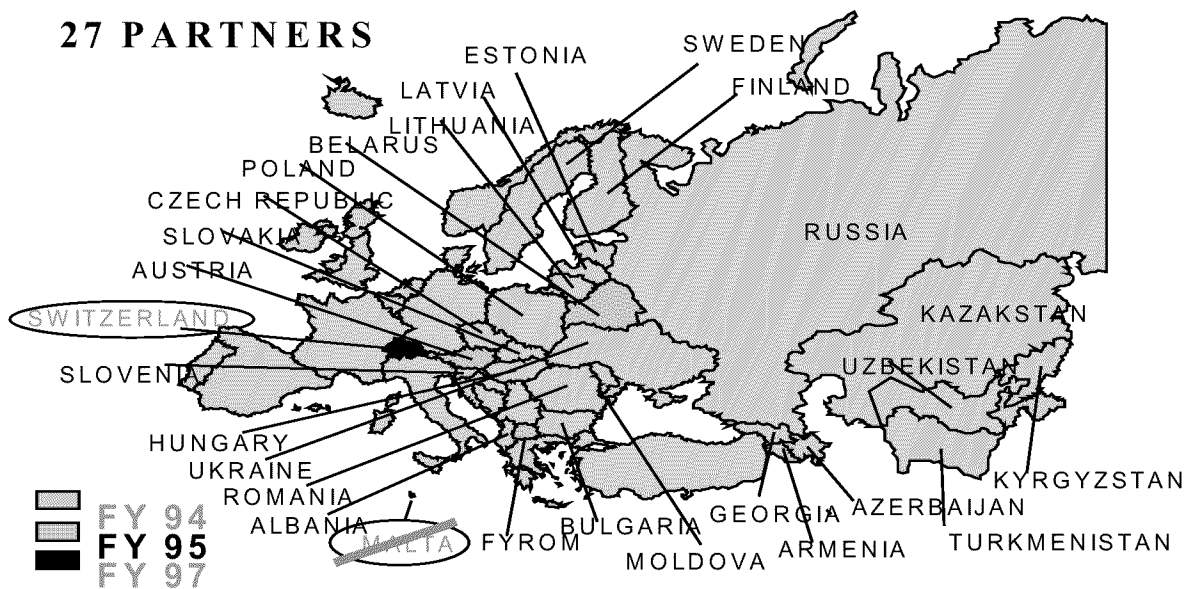 27 PARTNERS
SWEDEN
ESTONIA
FINLAND
LATVIA
LITHUANIA
BELARUS
POLAND
CZECH REPUBLIC
SLOVAKIA
RUSSIA
AUSTRIA
SWITZERLAND
KAZAKSTAN
UZBEKISTAN
SLOVENIA
HUNGARY
UKRAINE
KYRGYZSTAN
ROMANIA
AZERBAIJAN
GEORGIA
ALBANIA
BULGARIA
FY 94
MALTA
FYROM
TURKMENISTAN
FY 95
ARMENIA
MOLDOVA
FY 97